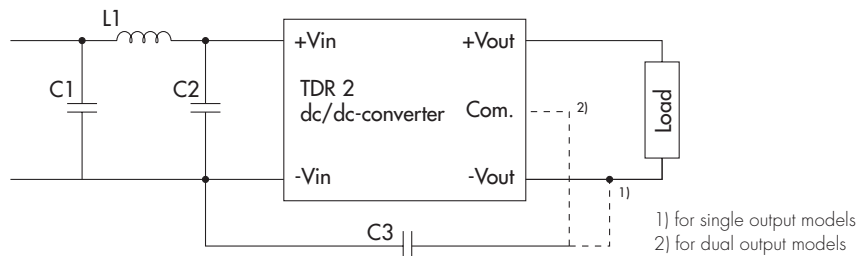 L1
+Vin
+Vout
C1
C2
TDR 2
dc/dc-converter
Com.
2)
Load
-Vin
-Vout
1)
C3
1) for single output models
2) for dual output models